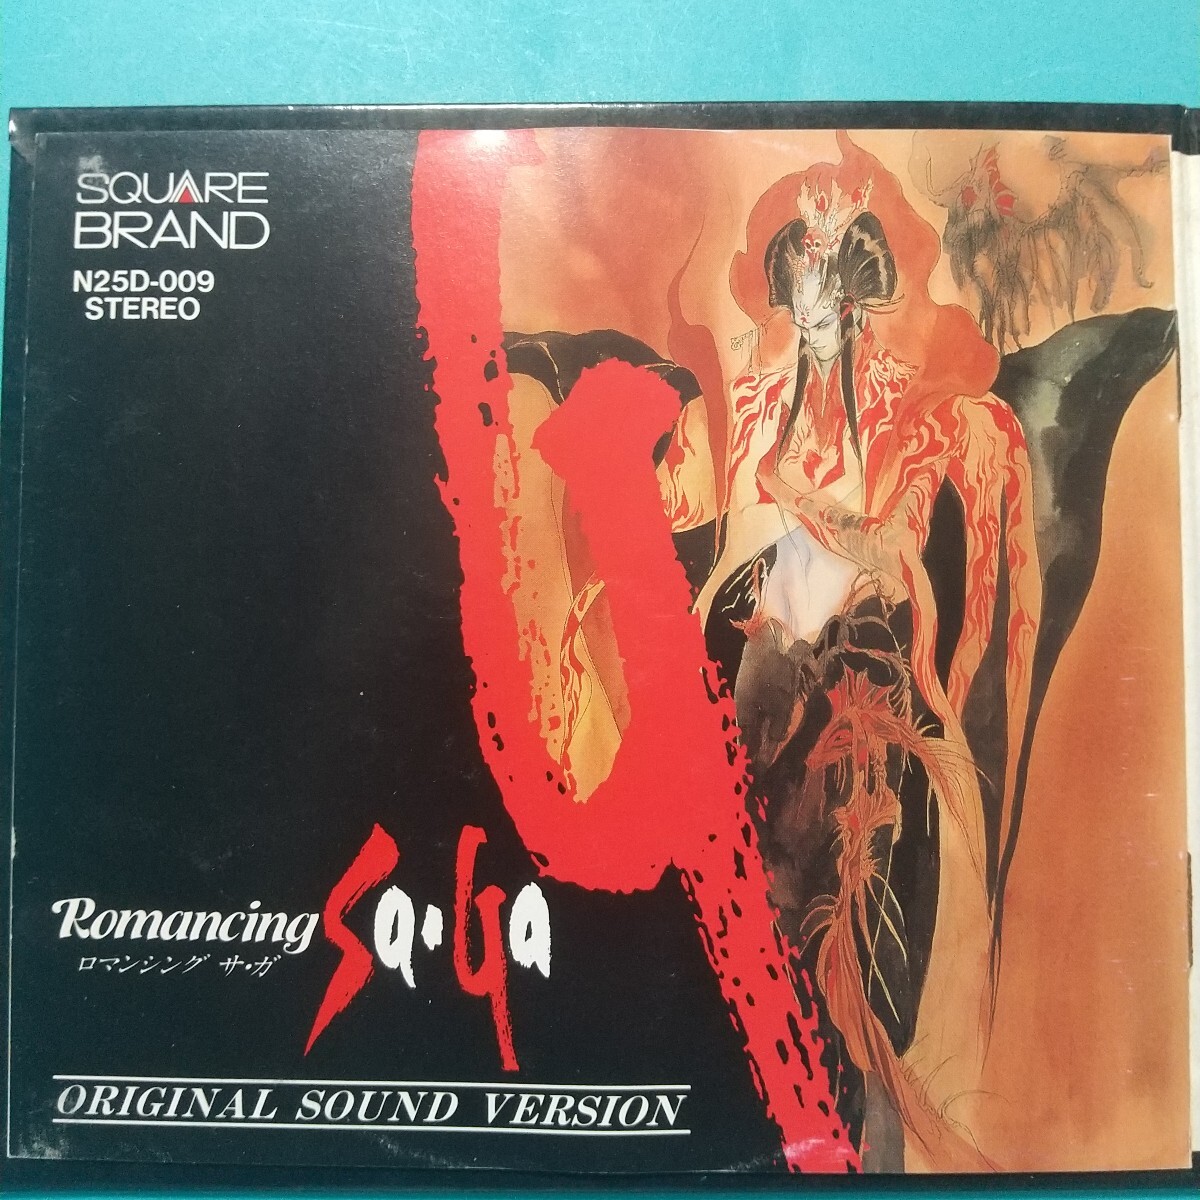 SQUARE
BRAND
N25D-009
STEREO
Romancing Sa・Ga
ロマンシング サ・ガ
ORIGINAL SOUND VERSION